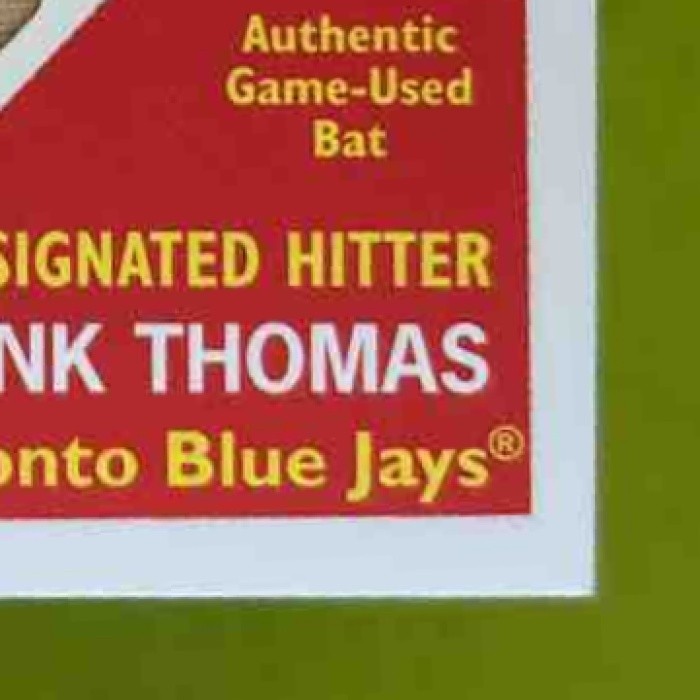 Authentic
Game-Used
Bat
SIGNATED HITTER
NK THOMAS
onto Blue Jays®